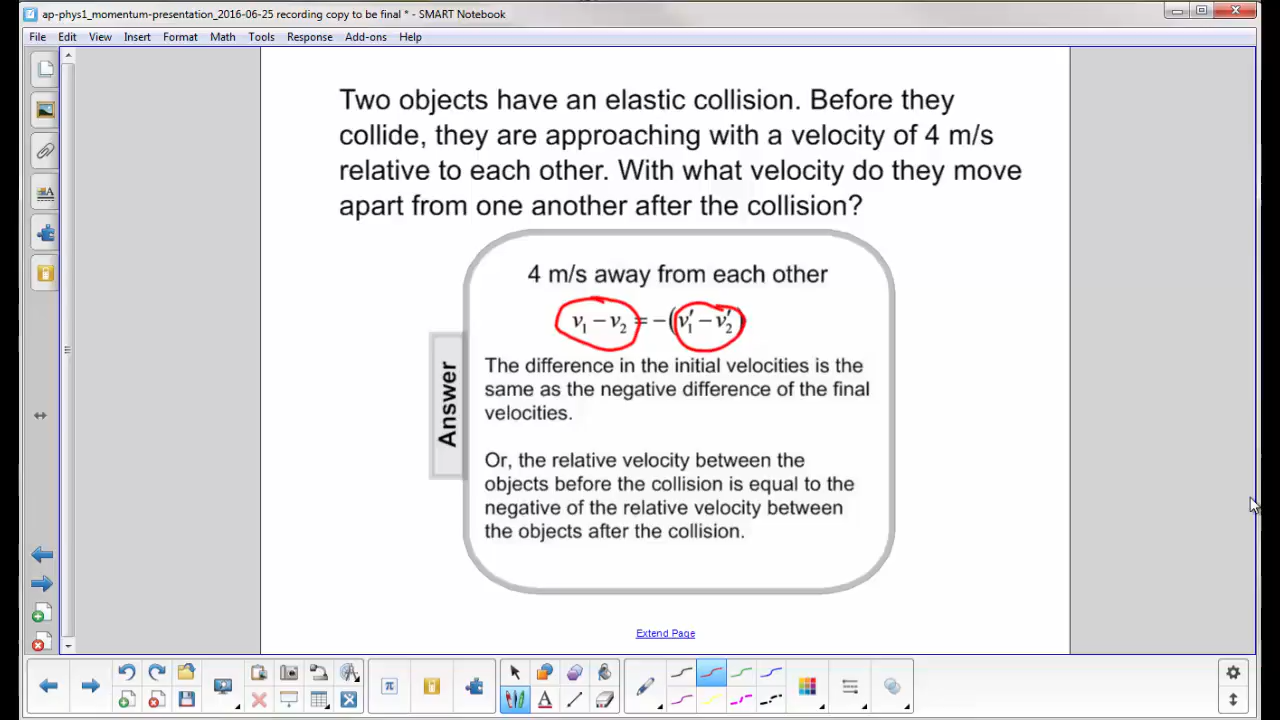 ap-phys1_momentum-presentation_2016-06-25 recording copy to be final * - SMART Notebook
File Edit View Insert Format Math Tools Response Add-ons Help
Two objects have an elastic collision. Before they
collide, they are approaching with a velocity of 4 m/s
relative to each other. With what velocity do they move
apart from one another after the collision?
Answer
4 m/s away from each other
v₁ − v₂ = −(v₁′ − v₂′)
The difference in the initial velocities is the
same as the negative difference of the final
velocities.
Or, the relative velocity between the
objects before the collision is equal to the
negative of the relative velocity between
the objects after the collision.
Extend Page